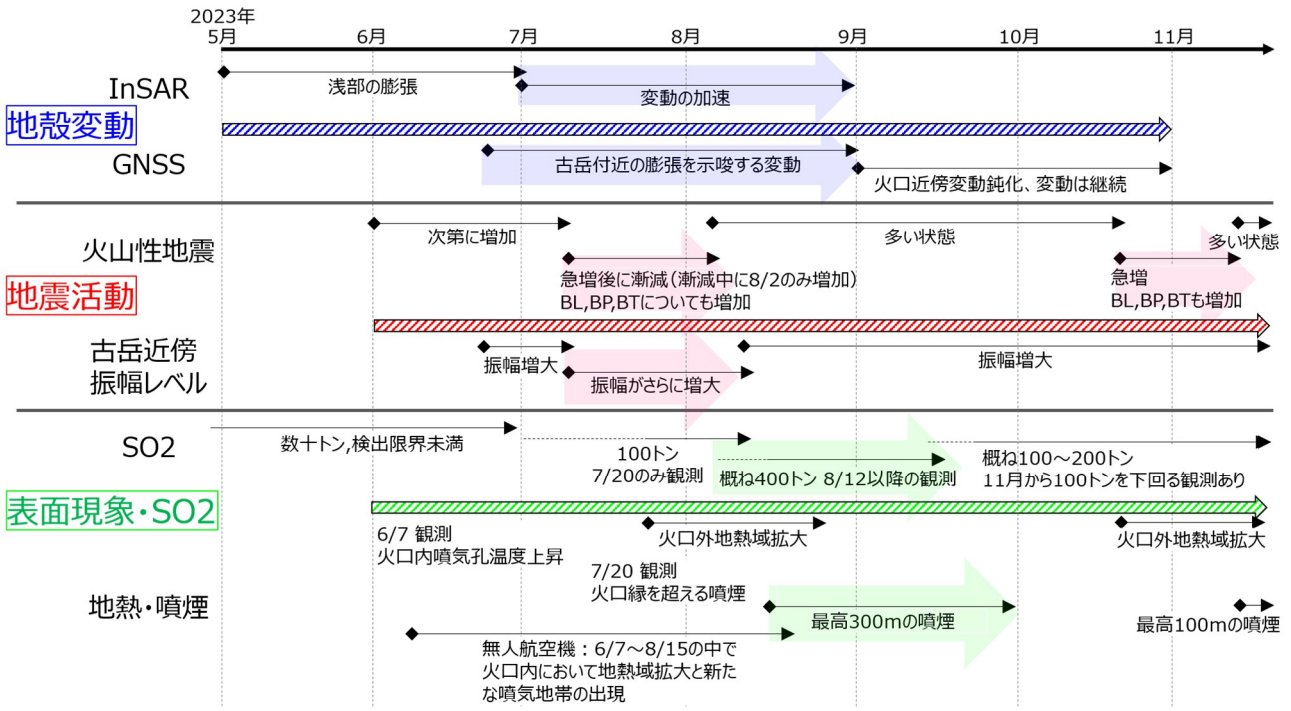 2023年
5月 6月 7月 8月 9月 10月 11月
InSAR
浅部の膨張
変動の加速
地殻変動
GNSS
古岳付近の膨張を示唆する変動
火口近傍変動鈍化、変動は継続
火山性地震
次第に増加
多い状態
多い状態
急増後に漸減(漸減中に8/2のみ増加)
BL,BP,BTについても増加
急増
BL,BP,BTも増加
地震活動
古岳近傍
振幅レベル
振幅増大
振幅がさらに増大
振幅増大
SO2
数十トン,検出限界未満
100トン
7/20のみ観測
概ね400トン 8/12以降の観測
概ね100~200トン
11月から100トンを下回る観測あり
表面現象・SO2
6/7 観測
火口内噴気孔温度上昇
火口外地熱域拡大
火口外地熱域拡大
7/20 観測
火口縁を超える噴煙
地熱・噴煙
最高300mの噴煙
最高100mの噴煙
無人航空機:6/7~8/15の中で
火口内において地熱域拡大と新た
な噴気地帯の出現